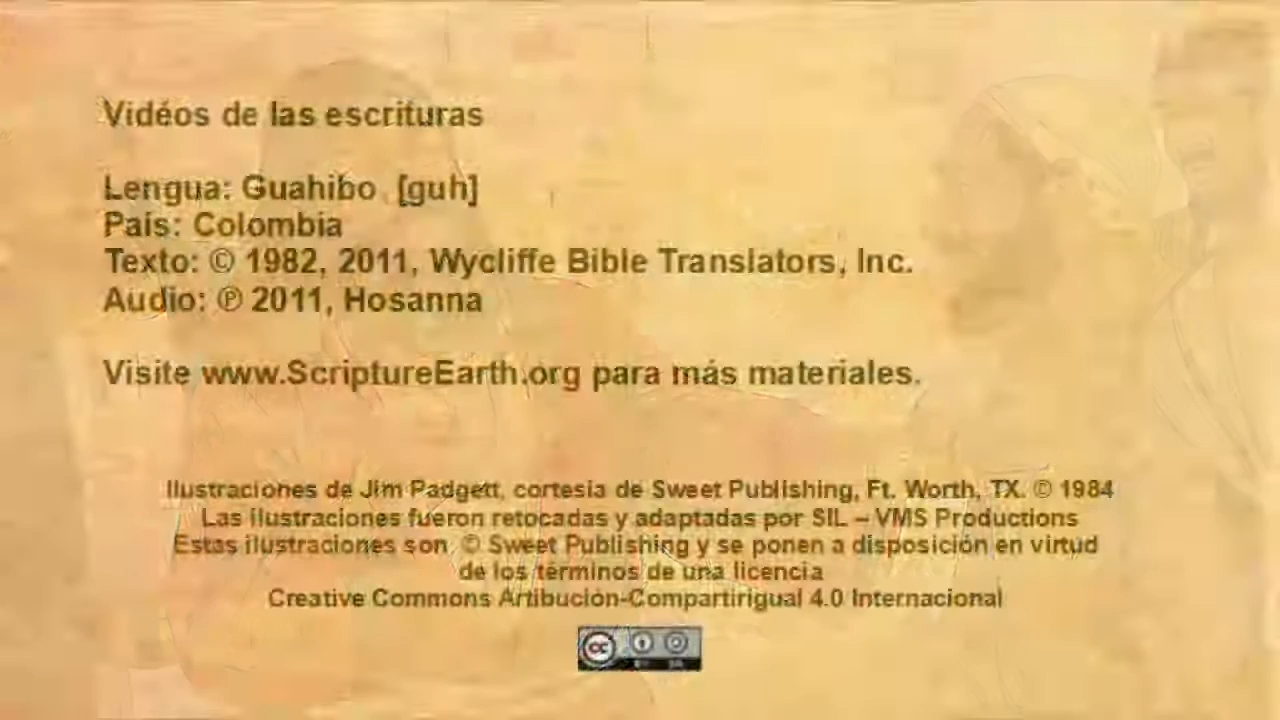 Vidéos de las escrituras
Lengua: Guahibo [guh]
País: Colombia
Texto: © 1982, 2011, Wycliffe Bible Translators, Inc.
Audio: ℗ 2011, Hosanna
Visite www.ScriptureEarth.org para más materiales.
Ilustraciones de Jim Padgett, cortesía de Sweet Publishing, Ft. Worth, TX. © 1984
Las ilustraciones fueron retocadas y adaptadas por SIL – VMS Productions
Estas ilustraciones son © Sweet Publishing y se ponen a disposición en virtud
de los términos de una licencia
Creative Commons Artibución-Compartirigual 4.0 Internacional
cc